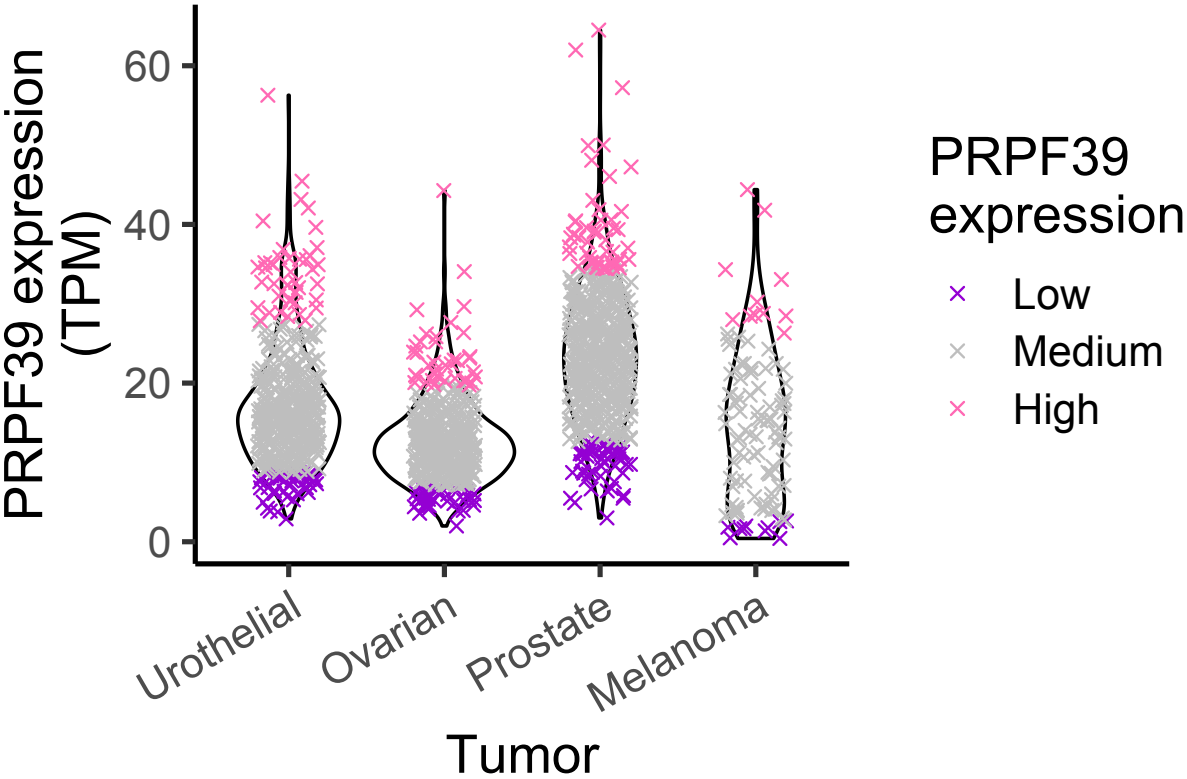 PRPF39 expression
(TPM)
60
40
20
0
Urothelial
Ovarian
Prostate
Melanoma
Tumor
PRPF39
expression
Low
Medium
High